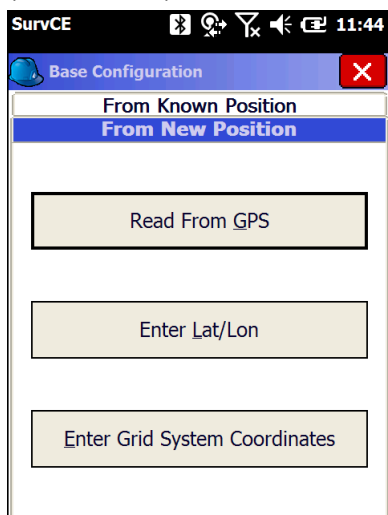 SurvCE 11:44
Base Configuration
From Known Position
From New Position
Read From GPS
Enter Lat/Lon
Enter Grid System Coordinates